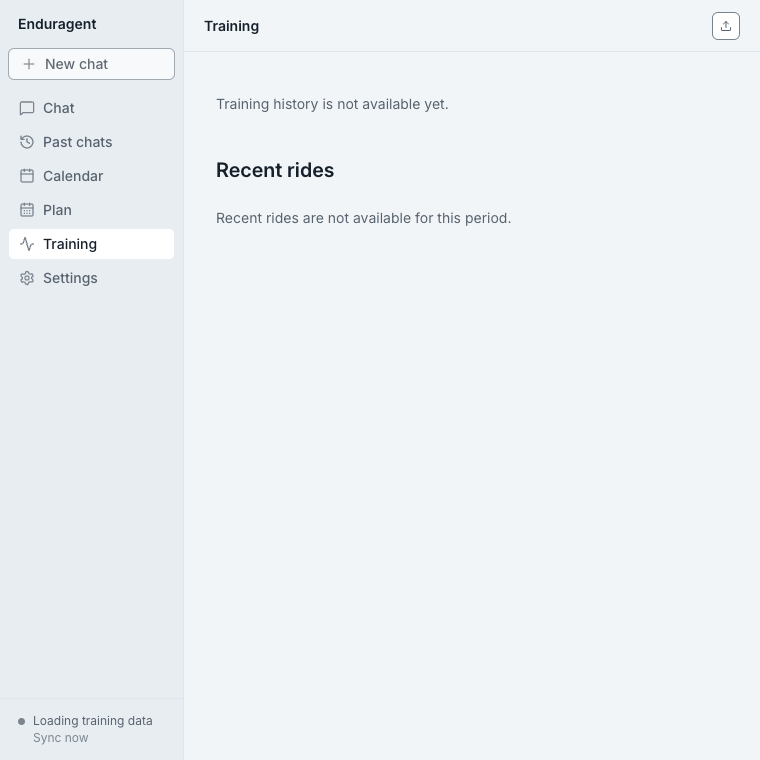 Enduragent
New chat
Chat
Past chats
Calendar
Plan
Training
Settings
Loading training data
Sync now
Training
Training history is not available yet.
Recent rides
Recent rides are not available for this period.